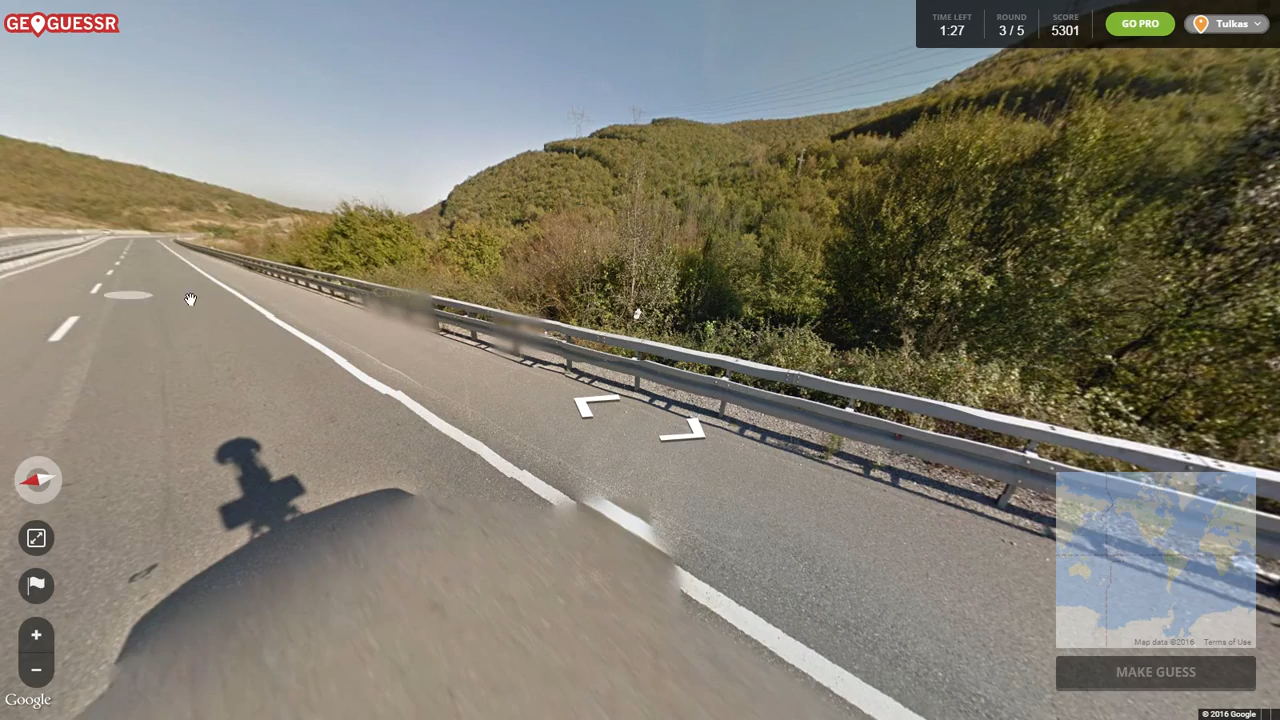 GEOGUESSR
TIME LEFT
1:27
ROUND
3 / 5
SCORE
5301
GO PRO
Tulkas
Map data ©2016
Terms of Use
MAKE GUESS
Google
© 2016 Google